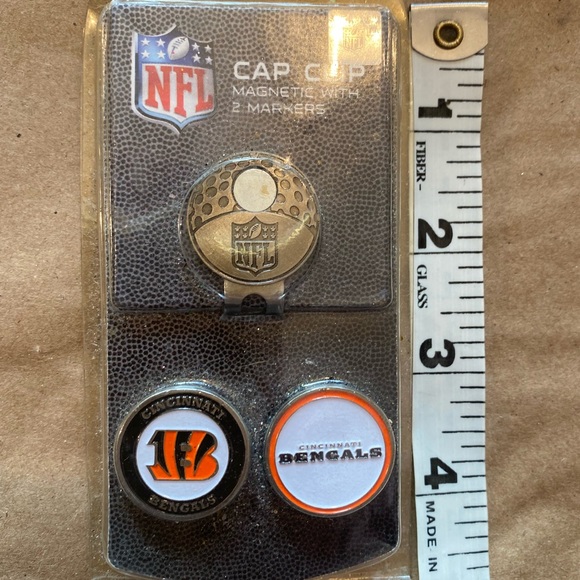 NFL
CAP CLIP
MAGNETIC WITH
2 MARKERS
NFL
CINCINNATI
B
BENGALS
CINCINNATI
BENGALS
1
FIBER-
2
GLASS
3
4
MADE IN